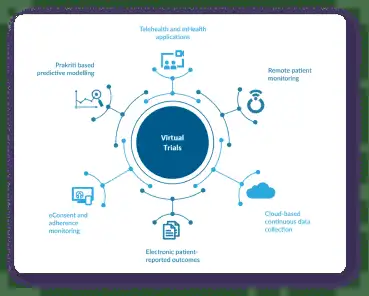 Telehealth and mHealth
applications
Prakriti based
predictive modelling
Remote patient
monitoring
Virtual
Trials
eConsent and
adherence
monitoring
Cloud-based
continuous data
collection
Electronic patient-
reported outcomes